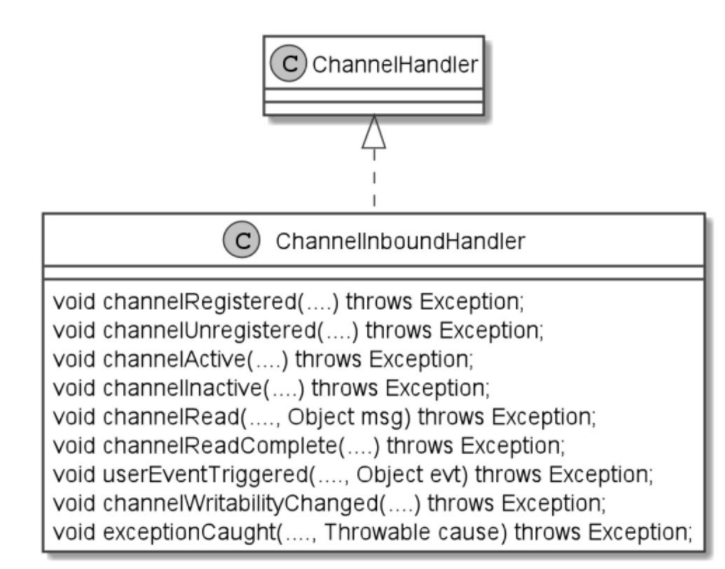 C ChannelHandler
C ChannelInboundHandler
void channelRegistered(....) throws Exception;
void channelUnregistered(....) throws Exception;
void channelActive(....) throws Exception;
void channelInactive(....) throws Exception;
void channelRead(...., Object msg) throws Exception;
void channelReadComplete(....) throws Exception;
void userEventTriggered(...., Object evt) throws Exception;
void channelWritabilityChanged(....) throws Exception;
void exceptionCaught(...., Throwable cause) throws Exception;